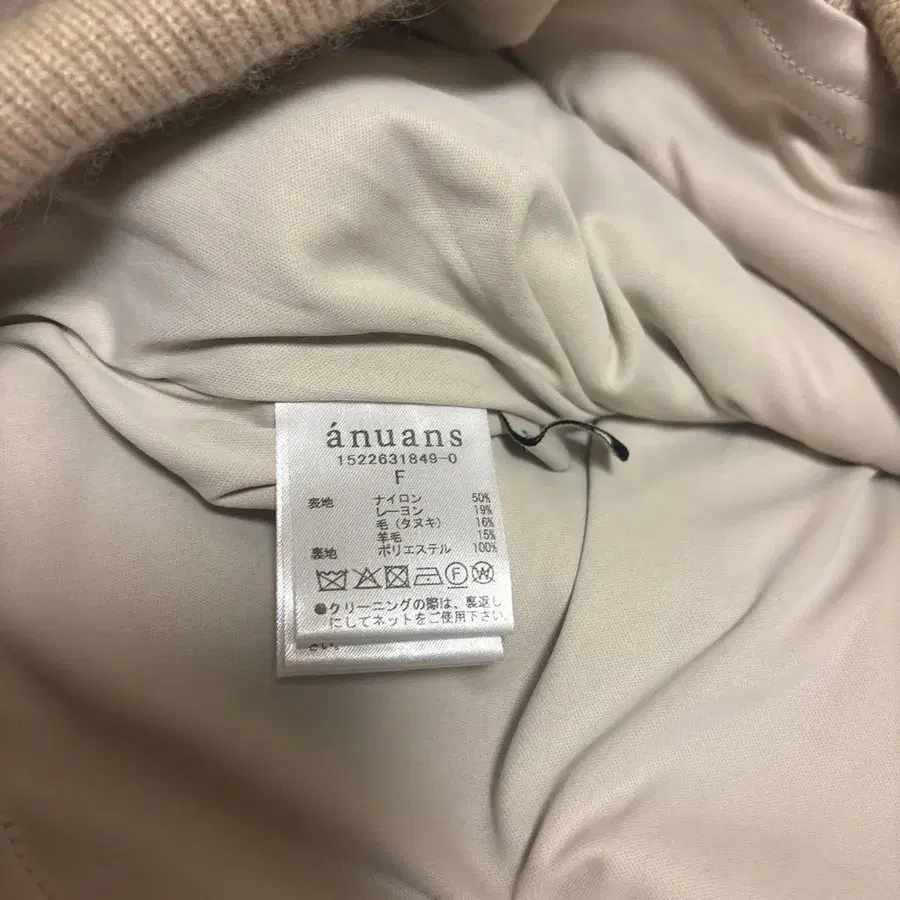 ánuans
1522631849-0
F
表地 ナイロン 50%
レーヨン 19%
毛(タヌキ) 16%
羊毛 15%
裏地 ポリエステル 100%
F W
●クリーニングの際は、裏返し
にしてネットをご使用下さい。
さい。